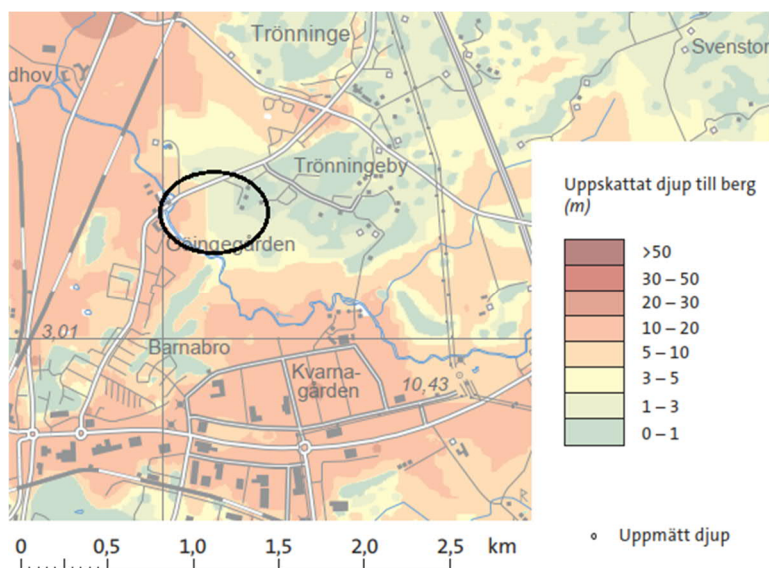 Trönninge
Svenstor
dhov
Trönningeby
Göingegården
3,01
Barnabro
Kvarna-
gården
10,43
Uppskattat djup till berg
(m)
>50
30 – 50
20 – 30
10 – 20
5 – 10
3 – 5
1 – 3
0 – 1
Uppmätt djup
0 0,5 1,0 1,5 2,0 2,5 km